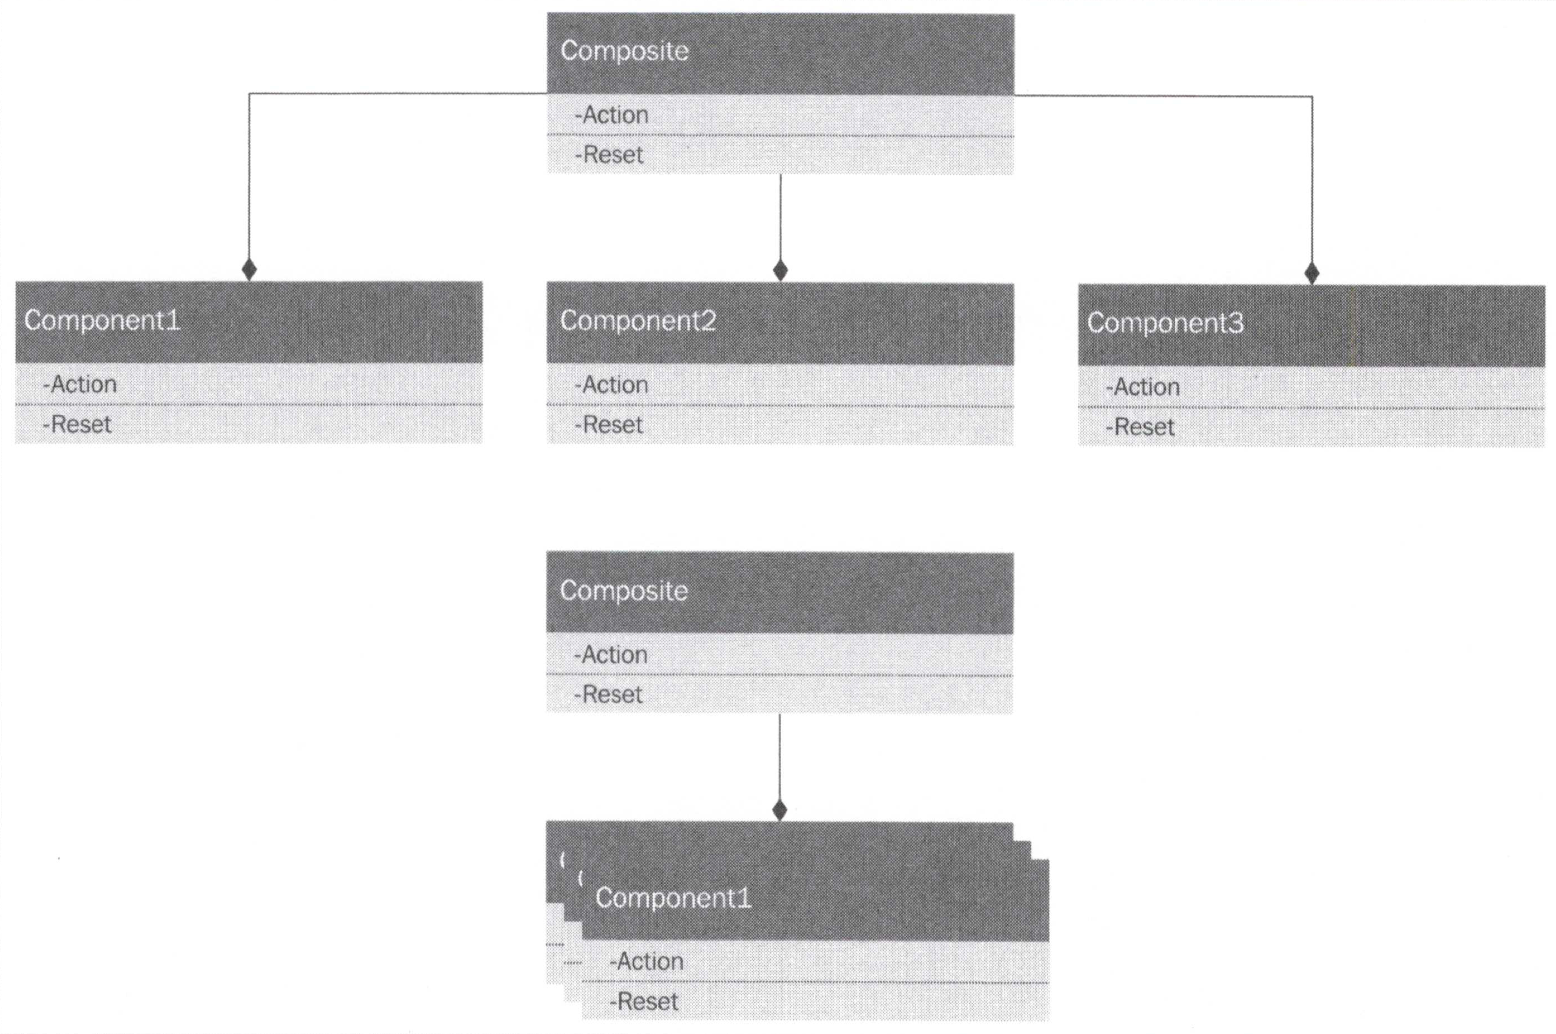 Composite
-Action
-Reset
Component1
-Action
-Reset
Component2
-Action
-Reset
Component3
-Action
-Reset
Composite
-Action
-Reset
Component1
-Action
-Reset